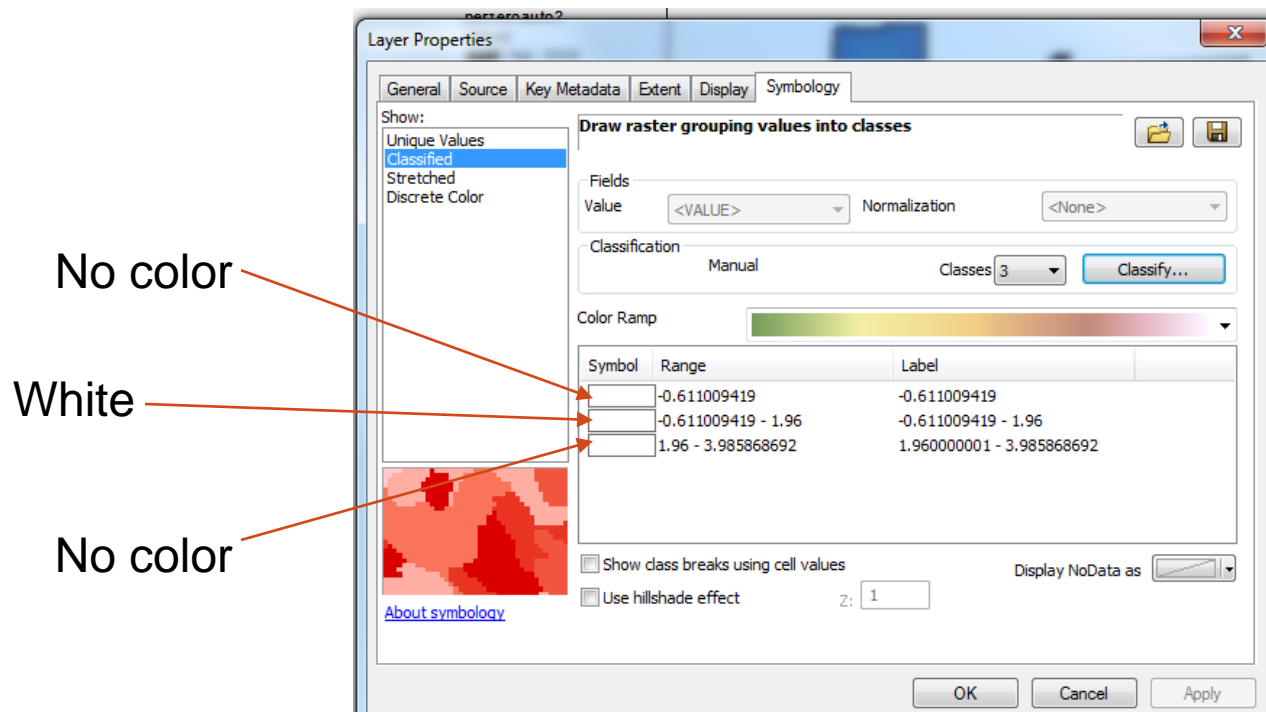 perzeroauto2
Layer Properties
General Source Key Metadata Extent Display Symbology
Show:
Unique Values
Classified
Stretched
Discrete Color
Draw raster grouping values into classes
Fields
Value <VALUE> Normalization <None>
Classification
Manual Classes 3 Classify...
Color Ramp
Symbol Range Label
-0.611009419 -0.611009419
-0.611009419 - 1.96 -0.611009419 - 1.96
1.96 - 3.985868692 1.960000001 - 3.985868692
No color
White
No color
Show class breaks using cell values Display NoData as
Use hillshade effect Z: 1
About symbology
OK Cancel Apply